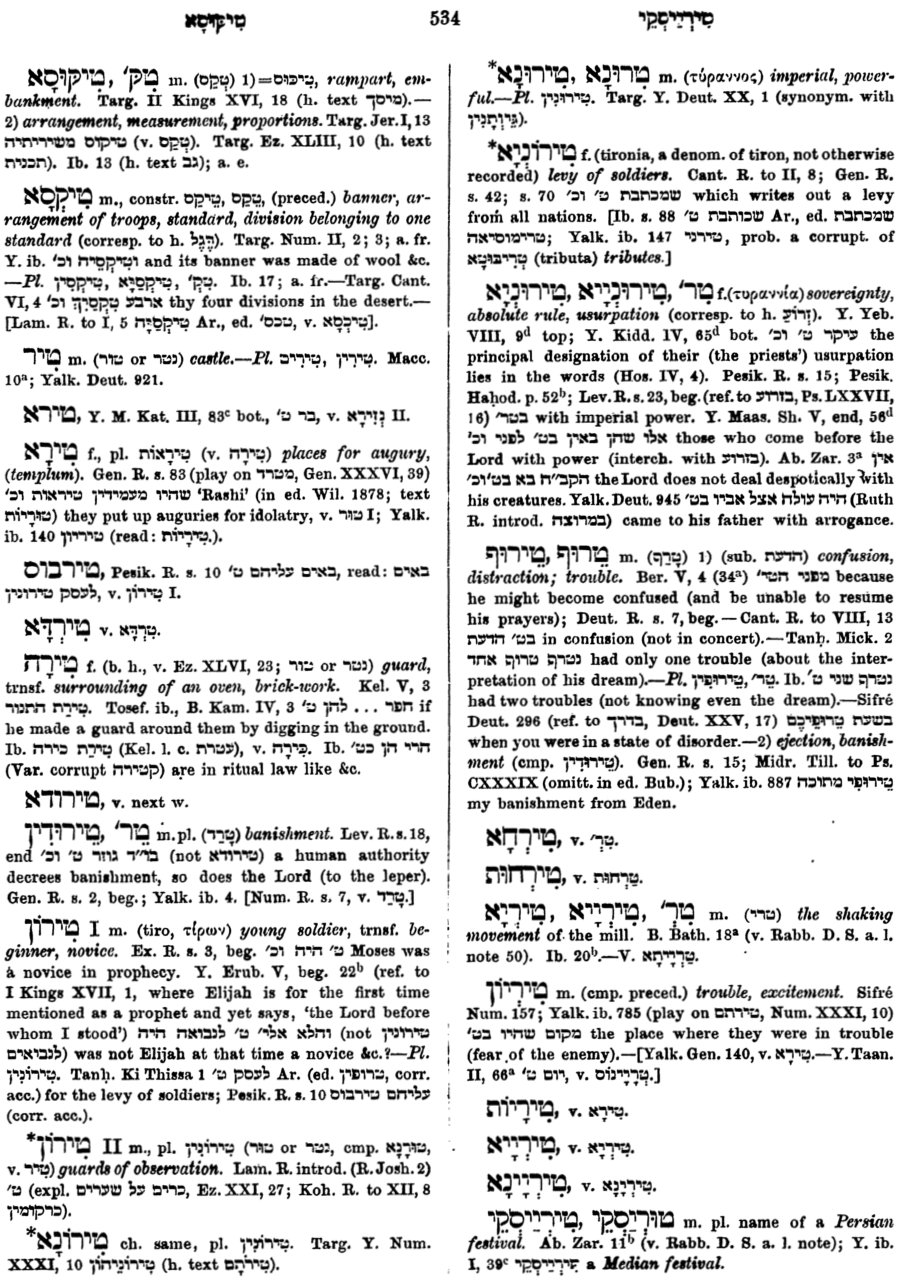 טִיקוּסָא 534 טִירְיַיסְקֵי
טִיקוּסָא, טִק' m. (טֶקֶס) 1)=טִיכּוּס, rampart, em-
bankment. Targ. II Kings XVI, 18 (h. text מיסך).—
2) arrangement, measurement, proportions. Targ. Jer. I, 13
טיקוס משיריתיה (v. טֶקֶס). Targ. Ez. XLIII, 10 (h. text
תכנית). Ib. 13 (h. text גב); a. e.
טִיקְסָא m., constr. טֵיקַס, טֶקֶס, (preced.) banner, ar-
rangement of troops, standard, division belonging to one
standard (corresp. to h. דֶּגֶל). Targ. Num. II, 2; 3; a. fr.
Y. ib. וְטִיקְסֵיהּ וכ' and its banner was made of wool &c.
—Pl. טִיקְסִין, טִיקְסַיָּא, טִק'. Ib. 17; a. fr.—Targ. Cant.
VI, 4 ארבע טִקְסַיִךְ וכ' thy four divisions in the desert.—
[Lam. R. to I, 5 טִיקְסַיָּה Ar., ed. טכס', v. טִיכְסָא].
טִיר m. (טור or נטר) castle.—Pl. טִירִים, טִירִין. Macc.
10a; Yalk. Deut. 921.
טירא, Y. M. Kat. III, 83c bot., בר ט', v. נְזִירָא II.
טִירָא f., pl. טִירָאוֹת (v. טִירָה) places for augury,
(templum). Gen. R. s. 83 (play on מטרד, Gen. XXXVI, 39)
שהיו מעמידין טיראות וכ' 'Rashi' (in ed. Wil. 1878; text
טוּרִיּוֹת) they put up auguries for idolatry, v. טוּר I; Yalk.
ib. 140 טיריון (read: טִירָיוֹת.).
טירבוס, Pesik. R. s. 10 באים עליהם ט', read: באים
לעסק טירונין, v. טִירוֹן I.
טִירְדָּא v. טִרְדָּא.
טִירָה f. (b. h., v. Ez. XLVI, 23; טור or נטר) guard,
trnsf. surrounding of an oven, brick-work. Kel. V, 3
טִירַת התנור. Tosef. ib., B. Kam. IV, 3 חפר ... להן ט' if
he made a guard around them by digging in the ground.
Ib. טִירַת כירה (Kel. l. c. עטרת), v. כִּירָה. Ib. הרי הן כט'
(Var. corrupt קטירה) are in ritual law like &c.
טירודא, v. next w.
טֵירוּדִין, טֵר' m. pl. (טָרַד) banishment. Lev. R. s. 18,
end בו"ד גוזר ט' וכ' (not טירודא) a human authority
decrees banishment, so does the Lord (to the leper).
Gen. R. s. 2, beg.; Yalk. ib. 4. [Num. R. s. 7, v. טָרַד.]
טִירוֹן I m. (tiro, τίρων) young soldier, trnsf. be-
ginner, novice. Ex. R. s. 3, beg. ט' היה וכ' Moses was
a novice in prophecy. Y. Erub. V, beg. 22b (ref. to
I Kings XVII, 1, where Elijah is for the first time
mentioned as a prophet and yet says, 'the Lord before
whom I stood') והלא אלי' ט' לנבואה היה (not טירונין
לנביאים) was not Elijah at that time a novice &c.?—Pl.
טִירוֹנִין. Tanḥ. Ki Thissa 1 לעסק ט' Ar. (ed. טרופין, corr.
acc.) for the levy of soldiers; Pesik. R. s. 10 עליהם טירבוס
(corr. acc.).
*טִירוֹן II m., pl. טִירוֹנִין (טור or נטר, cmp. טוּרְנָא,
v. טִיר) guards of observation. Lam. R. introd. (R. Josh. 2)
ט' (expl. כרים על שערים, Ez. XXI, 27; Koh. R. to XII, 8
כרקומין).
*טִירוֹנָא ch. same, pl. טִירוֹנִין. Targ. Y. Num.
XXXI, 10 טִירוֹנֵיהוֹן (h. text טִירֹתָם).
*טִירוּנָא, טְרוּנָא m. (τύραννος) imperial, power-
ful.—Pl. טִירוּנִין. Targ. Y. Deut. XX, 1 (synonym. with
גֵּיוְתָנִין).
*טִירוֹנְיָא f. (tironia, a denom. of tiron, not otherwise
recorded) levy of soldiers. Cant. R. to II, 8; Gen. R.
s. 42; s. 70 שמכתבת ט' וכ' which writes out a levy
from all nations. [Ib. s. 88 שכותבת ט' Ar., ed. שמכתבת
טרימוסיאה; Yalk. ib. 147 טירני, prob. a corrupt. of
טְרִיבּוּטָא (tributa) tributes.]
טִירוּנְיָא, טִירוּנְיָיא, טִר' f. (τυραννία) sovereignty,
absolute rule, usurpation (corresp. to h. זְרוֹעַ). Y. Yeb.
VIII, 9d top; Y. Kidd. IV, 65d bot. עיקר ט' וכ' the
principal designation of their (the priests') usurpation
lies in the words (Hos. IV, 4). Pesik. R. s. 15; Pesik.
Haḥod. p. 52b; Lev. R. s. 23, beg. (ref. to בזרוע, Ps. LXXVII,
16) בטר' with imperial power. Y. Maas. Sh. V, end, 56d
אלו שהן באין בט' לפני וכ' those who come before the
Lord with power (interch. with בזרוע). Ab. Zar. 3a אין
הקב"ח בא בט' וכ' the Lord does not deal despotically with
his creatures. Yalk. Deut. 945 היה עולה אצל אביו בט' (Ruth
R. introd. במרוצה) came to his father with arrogance.
טֵירוּף, טֵרוּף m. (טָרַף) 1) (sub. הדעת) confusion,
distraction; trouble. Ber. V, 4 (34a) מפני הטי' because
he might become confused (and be unable to resume
his prayers); Deut. R. s. 7, beg.—Cant. R. to VIII, 13
בט' הדעת in confusion (not in concert).—Tanḥ. Mick. 2
נטרף טרוף אחד had only one trouble (about the inter-
pretation of his dream).—Pl. טֵירוּפִין, טֵר'. Ib. נטרף שני ט'
had two troubles (not knowing even the dream).—Sifré
Deut. 296 (ref. to בדרך, Deut. XXV, 17) בשעת טֵרוּפֵיכֶם
when you were in a state of disorder.—2) ejection, banish-
ment (cmp. טֵירוּדִין). Gen. R. s. 15; Midr. Till. to Ps.
CXXXIX (omitt. in ed. Bub.); Yalk. ib. 887 טֵירוּפִי מתוכה
my banishment from Eden.
טִירְחָא, v. טִרְ'.
טִירְחוּת, v. טַרְחוּת.
טִירְיָא, טִירְיָיא, טִר' m. (טרי) the shaking
movement of the mill. B. Bath. 18a (v. Rabb. D. S. a. l.
note 50). Ib. 20b.—V. טִרְיָיתָא.
טִירְיוֹן m. (cmp. preced.) trouble, excitement. Sifré
Num. 157; Yalk. ib. 785 (play on טירתם, Num. XXXI, 10)
מקום שהיו בט' the place where they were in trouble
(fear of the enemy).—[Yalk. Gen. 140, v. טִירָא.—Y. Taan.
II, 66a יום ט', v. טְרַיָינוֹס.]
טִירָיוֹת, v. טִירָא.
טִירְיָיא, v. טִירְיָא.
טִירְיָינָא, v. טִירְיָנָא.
טִירְיַיסְקֵי, טוּרְיַסְקֵי m. pl. name of a Persian
festival. Ab. Zar. 11b (v. Rabb. D. S. a. l. note); Y. ib.
I, 39c טִירְיַיסְקֵי a Median festival.